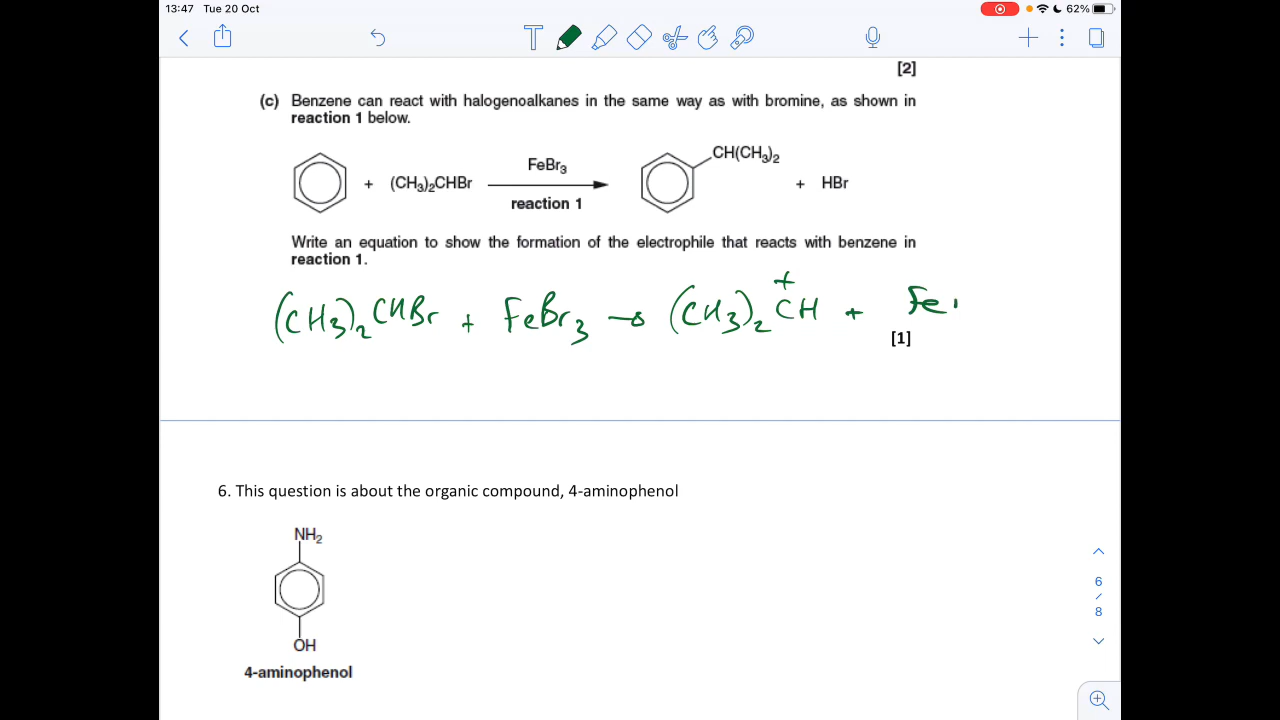 13:47 Tue 20 Oct 62%
T
[2]
(c) Benzene can react with halogenoalkanes in the same way as with bromine, as shown in
reaction 1 below.
CH(CH₃)₂
FeBr₃
+ (CH₃)₂CHBr + HBr
reaction 1
Write an equation to show the formation of the electrophile that reacts with benzene in
reaction 1.
(CH₃)₂CHBr + FeBr₃ → (CH₃)₂C⁺H + Fe
[1]
6. This question is about the organic compound, 4-aminophenol
NH₂
OH
4-aminophenol
6
/
8